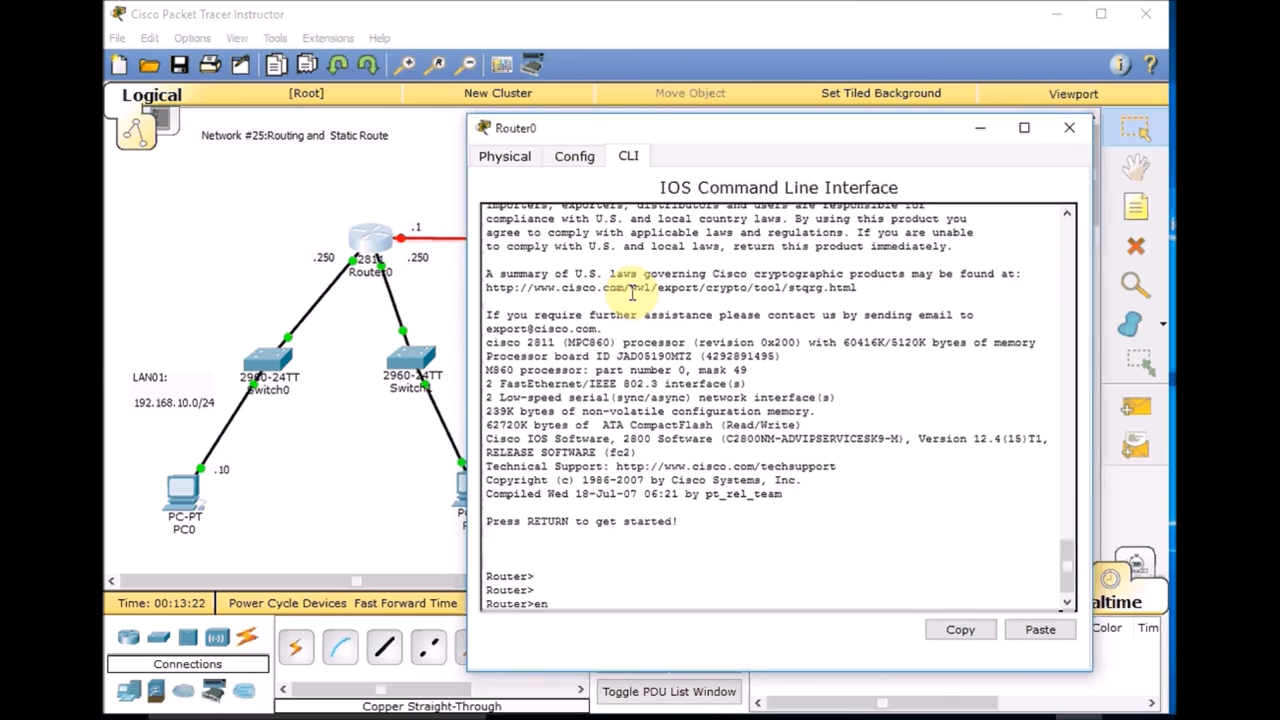 Cisco Packet Tracer Instructor
File Edit Options View Tools Extensions Help
Logical [Root] New Cluster Move Object Set Tiled Background Viewport
Network #25:Routing and Static Route
.1
.250
.250
2811
Router0
2960-24TT
Switch0
2960-24TT
LAN01:
192.168.10.0/24
.10
PC-PT
PC0
Router0
Physical Config CLI
IOS Command Line Interface
importers, exporters, distributors and users are responsible for
compliance with U.S. and local country laws. By using this product you
agree to comply with applicable laws and regulations. If you are unable
to comply with U.S. and local laws, return this product immediately.
A summary of U.S. laws governing Cisco cryptographic products may be found at:
http://www.cisco.com/wwl/export/crypto/tool/stqrg.html
If you require further assistance please contact us by sending email to
export@cisco.com.
cisco 2811 (MPC860) processor (revision 0x200) with 60416K/5120K bytes of memory
Processor board ID JAD05190MTZ (4292891495)
M860 processor: part number 0, mask 49
2 FastEthernet/IEEE 802.3 interface(s)
2 Low-speed serial(sync/async) network interface(s)
239K bytes of non-volatile configuration memory.
62720K bytes of ATA CompactFlash (Read/Write)
Cisco IOS Software, 2800 Software (C2800NM-ADVIPSERVICESK9-M), Version 12.4(15)T1,
RELEASE SOFTWARE (fc2)
Technical Support: http://www.cisco.com/techsupport
Copyright (c) 1986-2007 by Cisco Systems, Inc.
Compiled Wed 18-Jul-07 06:21 by pt_rel_team
Press RETURN to get started!
Router>
Router>
Router>en
Copy Paste
Time: 00:13:22 Power Cycle Devices Fast Forward Time
altime
Connections
Copper Straight-Through
Toggle PDU List Window
Color Tim